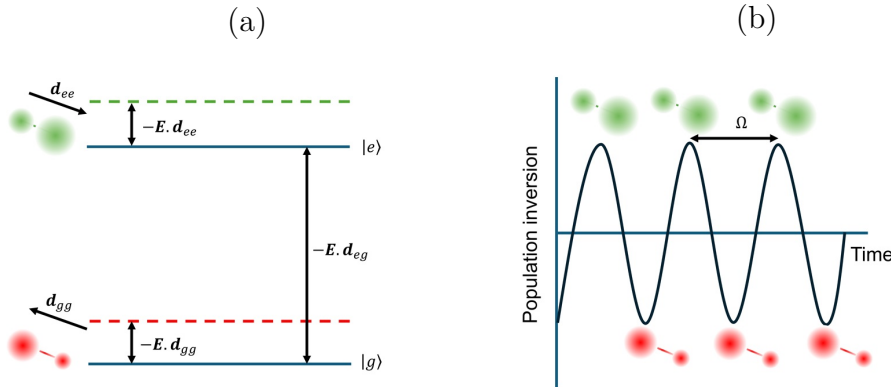 (a)
(b)
d_ee
−E.d_ee
|e⟩
−E.d_eg
d_gg
−E.d_gg
|g⟩
Ω
Population inversion
Time